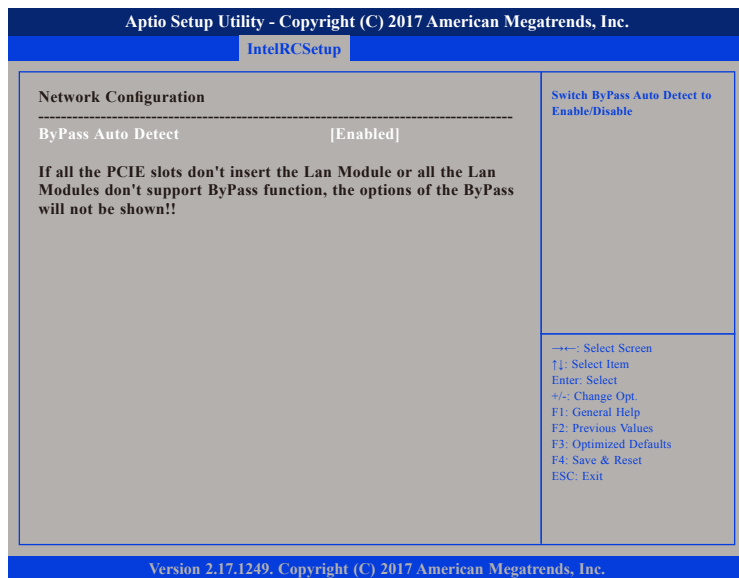 Aptio Setup Utility - Copyright (C) 2017 American Megatrends, Inc.
IntelRCSetup
Network Configuration
--------------------------------------------------------------------------------
ByPass Auto Detect [Enabled]
If all the PCIE slots don't insert the Lan Module or all the Lan
Modules don't support ByPass function, the options of the ByPass
will not be shown!!
Switch ByPass Auto Detect to
Enable/Disable
→←: Select Screen
↑↓: Select Item
Enter: Select
+/-: Change Opt.
F1: General Help
F2: Previous Values
F3: Optimized Defaults
F4: Save & Reset
ESC: Exit
Version 2.17.1249. Copyright (C) 2017 American Megatrends, Inc.